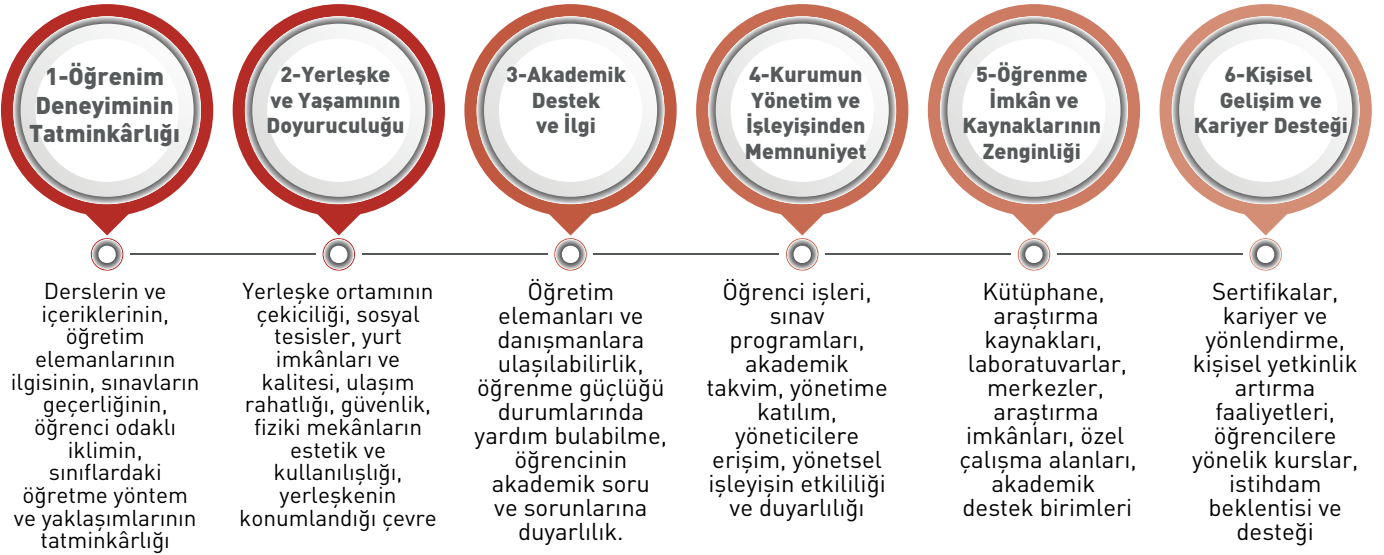 1-Öğrenim
Deneyiminin
Tatminkârlığı
2-Yerleşke
ve Yaşamının
Doyuruculuğu
3-Akademik
Destek
ve İlgi
4-Kurumun
Yönetim ve
İşleyişinden
Memnuniyet
5-Öğrenme
İmkân ve
Kaynaklarının
Zenginliği
6-Kişisel
Gelişim ve
Kariyer Desteği
Derslerin ve
içeriklerinin,
öğretim
elemanlarının
ilgisinin, sınavların
geçerliğinin,
öğrenci odaklı
iklimin,
sınıflardaki
öğretme yöntem
ve yaklaşımlarının
tatminkârlığı
Yerleşke ortamının
çekiciliği, sosyal
tesisler, yurt
imkânları ve
kalitesi, ulaşım
rahatlığı, güvenlik,
fiziki mekânların
estetik ve
kullanılışlığı,
yerleşkenin
konumlandığı çevre
Öğretim
elemanları ve
danışmanlara
ulaşılabilirlik,
öğrenme güçlüğü
durumlarında
yardım bulabilme,
öğrencinin
akademik soru
ve sorunlarına
duyarlılık.
Öğrenci işleri,
sınav
programları,
akademik
takvim, yönetime
katılım,
yöneticilere
erişim, yönetsel
işleyişin etkililiği
ve duyarlılığı
Kütüphane,
araştırma
kaynakları,
laboratuvarlar,
merkezler,
araştırma
imkânları, özel
çalışma alanları,
akademik
destek birimleri
Sertifikalar,
kariyer ve
yönlendirme,
kişisel yetkinlik
artırma
faaliyetleri,
öğrencilere
yönelik kurslar,
istihdam
beklentisi ve
desteği